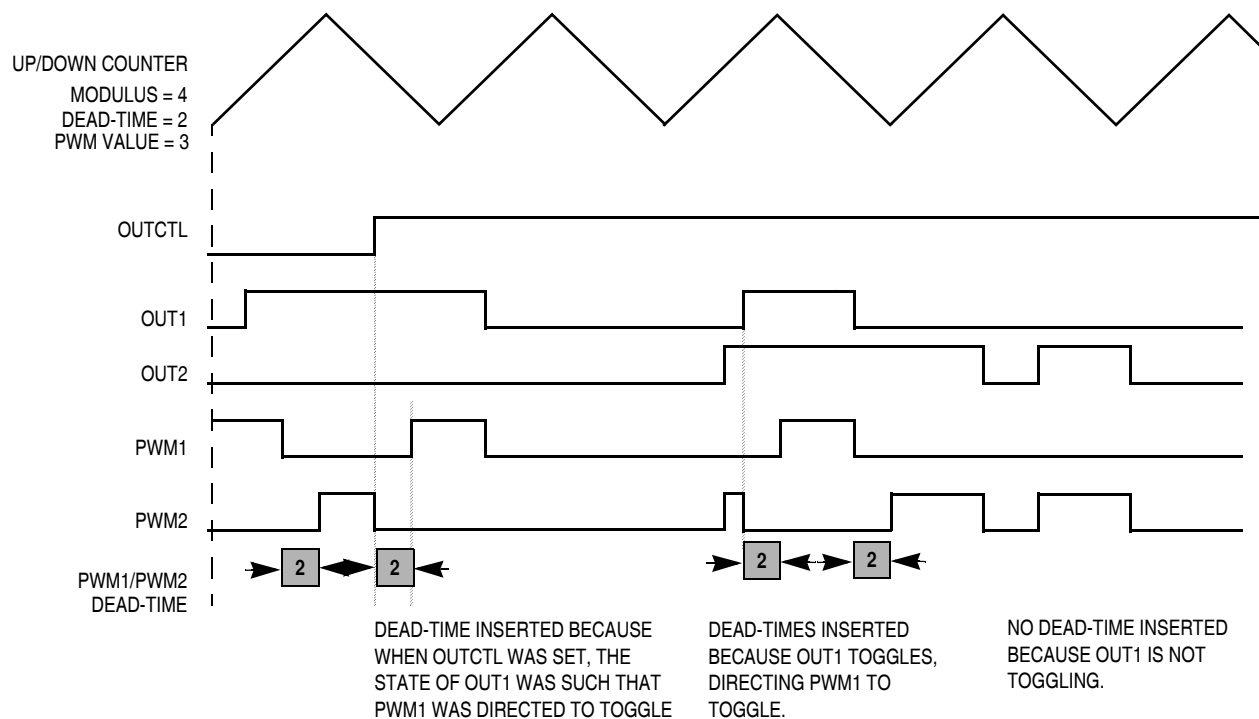 UP/DOWN COUNTER
MODULUS = 4
DEAD-TIME = 2
PWM VALUE = 3
OUTCTL
OUT1
OUT2
PWM1
PWM2
PWM1/PWM2
DEAD-TIME
2
2
2
2
DEAD-TIME INSERTED BECAUSE
WHEN OUTCTL WAS SET, THE
STATE OF OUT1 WAS SUCH THAT
PWM1 WAS DIRECTED TO TOGGLE
DEAD-TIMES INSERTED
BECAUSE OUT1 TOGGLES,
DIRECTING PWM1 TO
TOGGLE.
NO DEAD-TIME INSERTED
BECAUSE OUT1 IS NOT
TOGGLING.